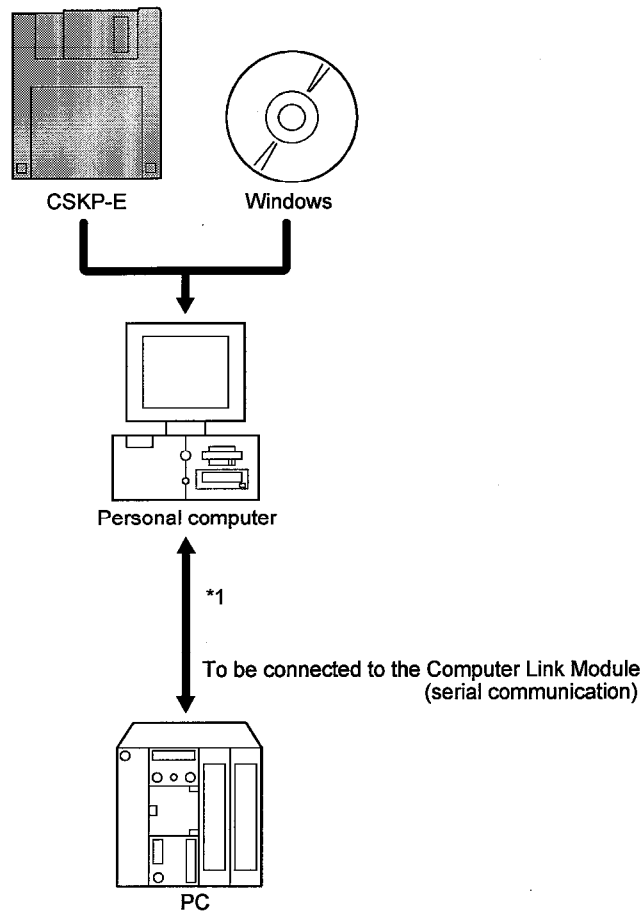 CSKP-E
Windows
Personal computer
*1
To be connected to the Computer Link Module
(serial communication)
PC